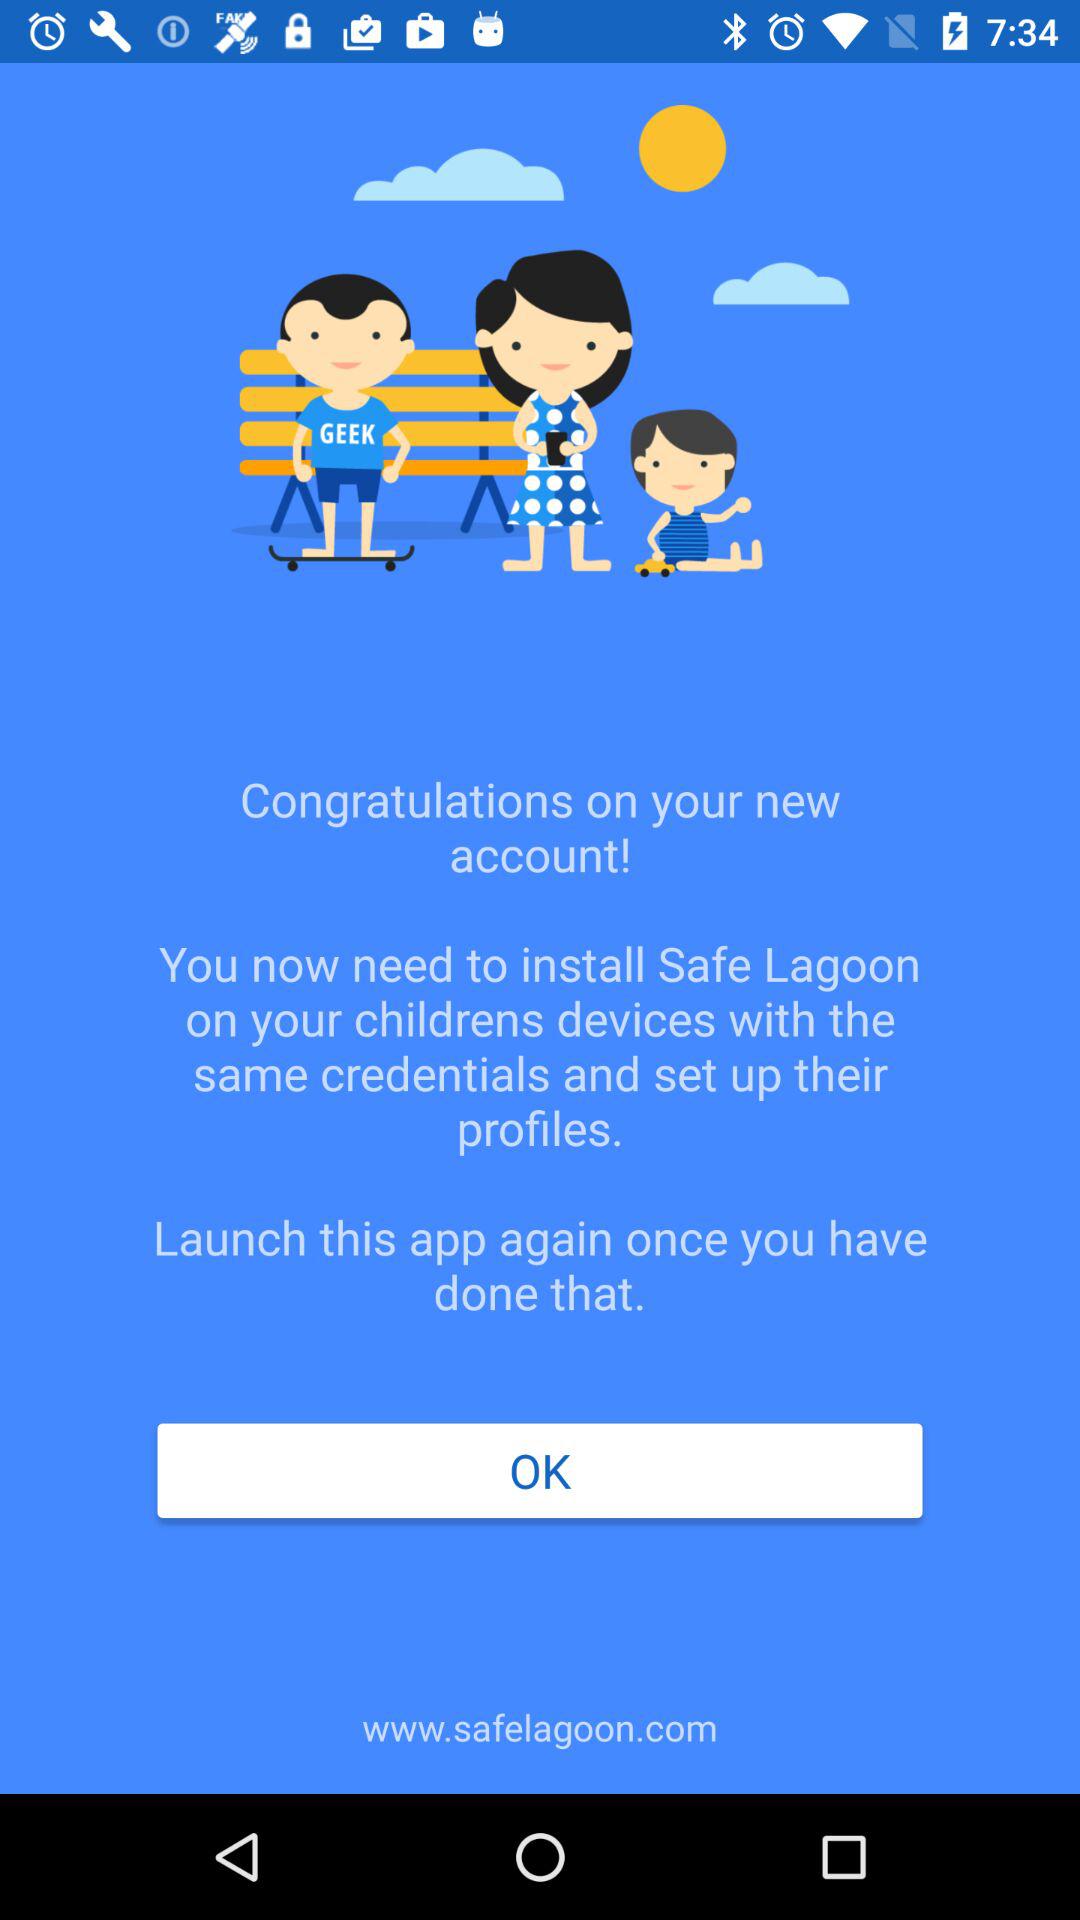 FAKE
7:34
GEEK
Congratulations on your new
account!
You now need to install Safe Lagoon
on your childrens devices with the
same credentials and set up their
profiles.
Launch this app again once you have
done that.
OK
www.safelagoon.com